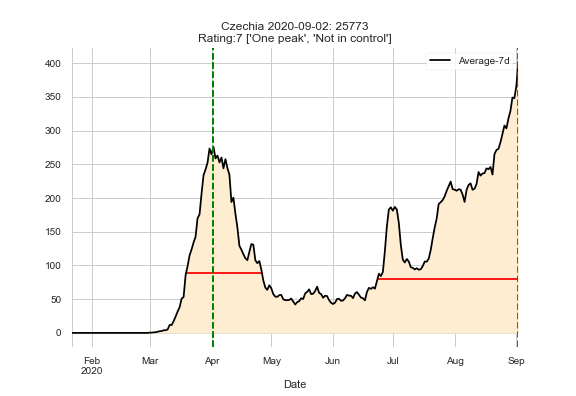 Czechia 2020-09-02: 25773
Rating:7 ['One peak', 'Not in control']
Average-7d
400
350
300
250
200
150
100
50
0
Feb Mar Apr May Jun Jul Aug Sep
2020
Date